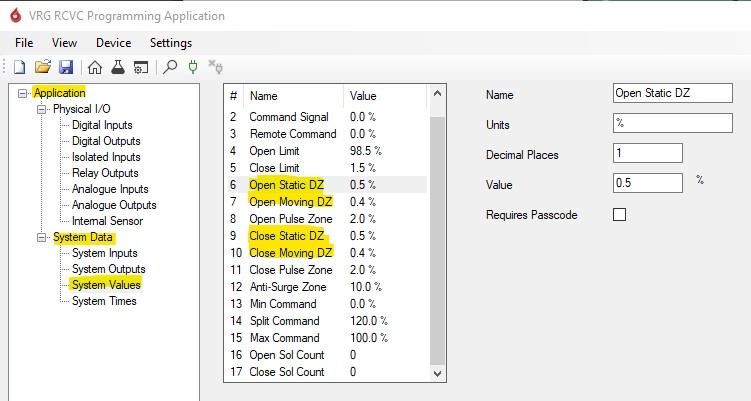 VRG RCVC Programming Application
File View Device Settings
Application
Physical I/O
Digital Inputs
Digital Outputs
Isolated Inputs
Relay Outputs
Analogue Inputs
Analogue Outputs
Internal Sensor
System Data
System Inputs
System Outputs
System Values
System Times
# Name Value
2 Command Signal 0.0 %
3 Remote Command 0.0 %
4 Open Limit 98.5 %
5 Close Limit 1.5 %
6 Open Static DZ 0.5 %
7 Open Moving DZ 0.4 %
8 Open Pulse Zone 2.0 %
9 Close Static DZ 0.5 %
10 Close Moving DZ 0.4 %
11 Close Pulse Zone 2.0 %
12 Anti-Surge Zone 10.0 %
13 Min Command 0.0 %
14 Split Command 120.0 %
15 Max Command 100.0 %
16 Open Sol Count 0
17 Close Sol Count 0
Name Open Static DZ
Units %
Decimal Places 1
Value 0.5 %
Requires Passcode